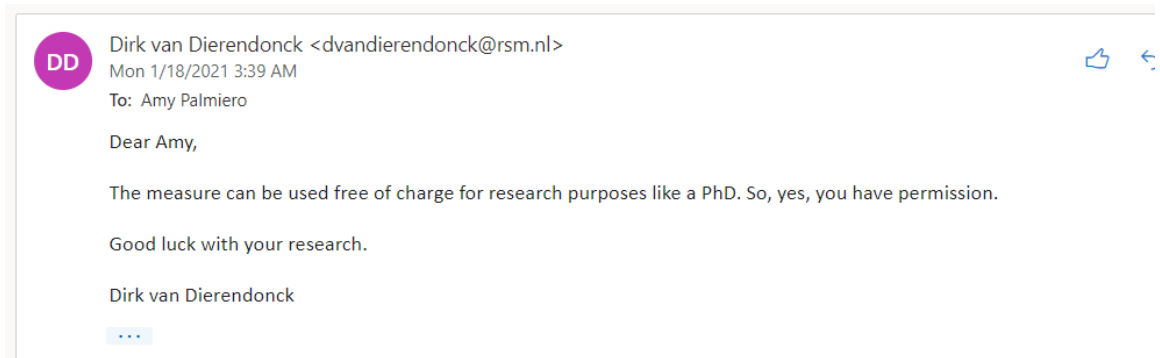 DD
Dirk van Dierendonck <dvandierendonck@rsm.nl>
Mon 1/18/2021 3:39 AM
To: Amy Palmiero
Dear Amy,
The measure can be used free of charge for research purposes like a PhD. So, yes, you have permission.
Good luck with your research.
Dirk van Dierendonck
...